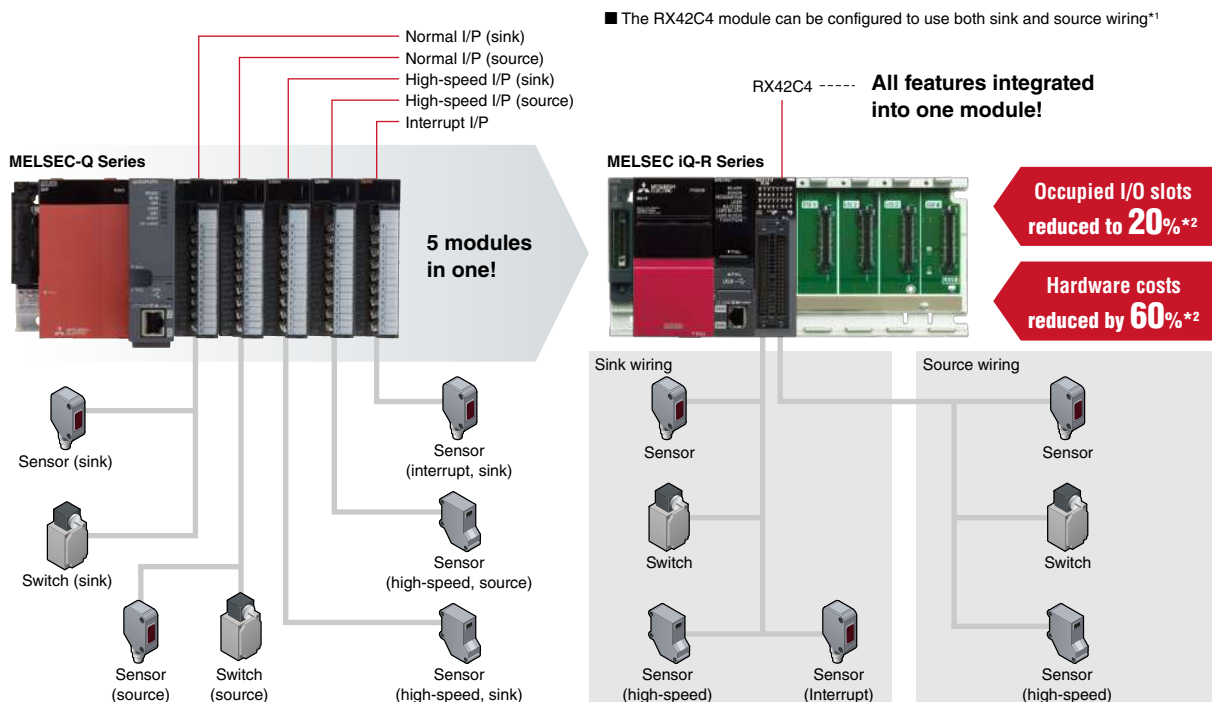 ■ The RX42C4 module can be configured to use both sink and source wiring*1
Normal I/P (sink)
Normal I/P (source)
High-speed I/P (sink)
High-speed I/P (source)
Interrupt I/P
MELSEC-Q Series
5 modules
in one!
RX42C4
All features integrated
into one module!
MELSEC iQ-R Series
MITSUBISHI
ELECTRIC
USB
Occupied I/O slots
reduced to 20%*2
Hardware costs
reduced by 60%*2
Sensor (sink)
Switch (sink)
Sensor
(source)
Switch
(source)
Sensor
(interrupt, sink)
Sensor
(high-speed, source)
Sensor
(high-speed, sink)
Sink wiring
Sensor
Switch
Sensor
(high-speed)
Sensor
(Interrupt)
Source wiring
Sensor
Switch
Sensor
(high-speed)